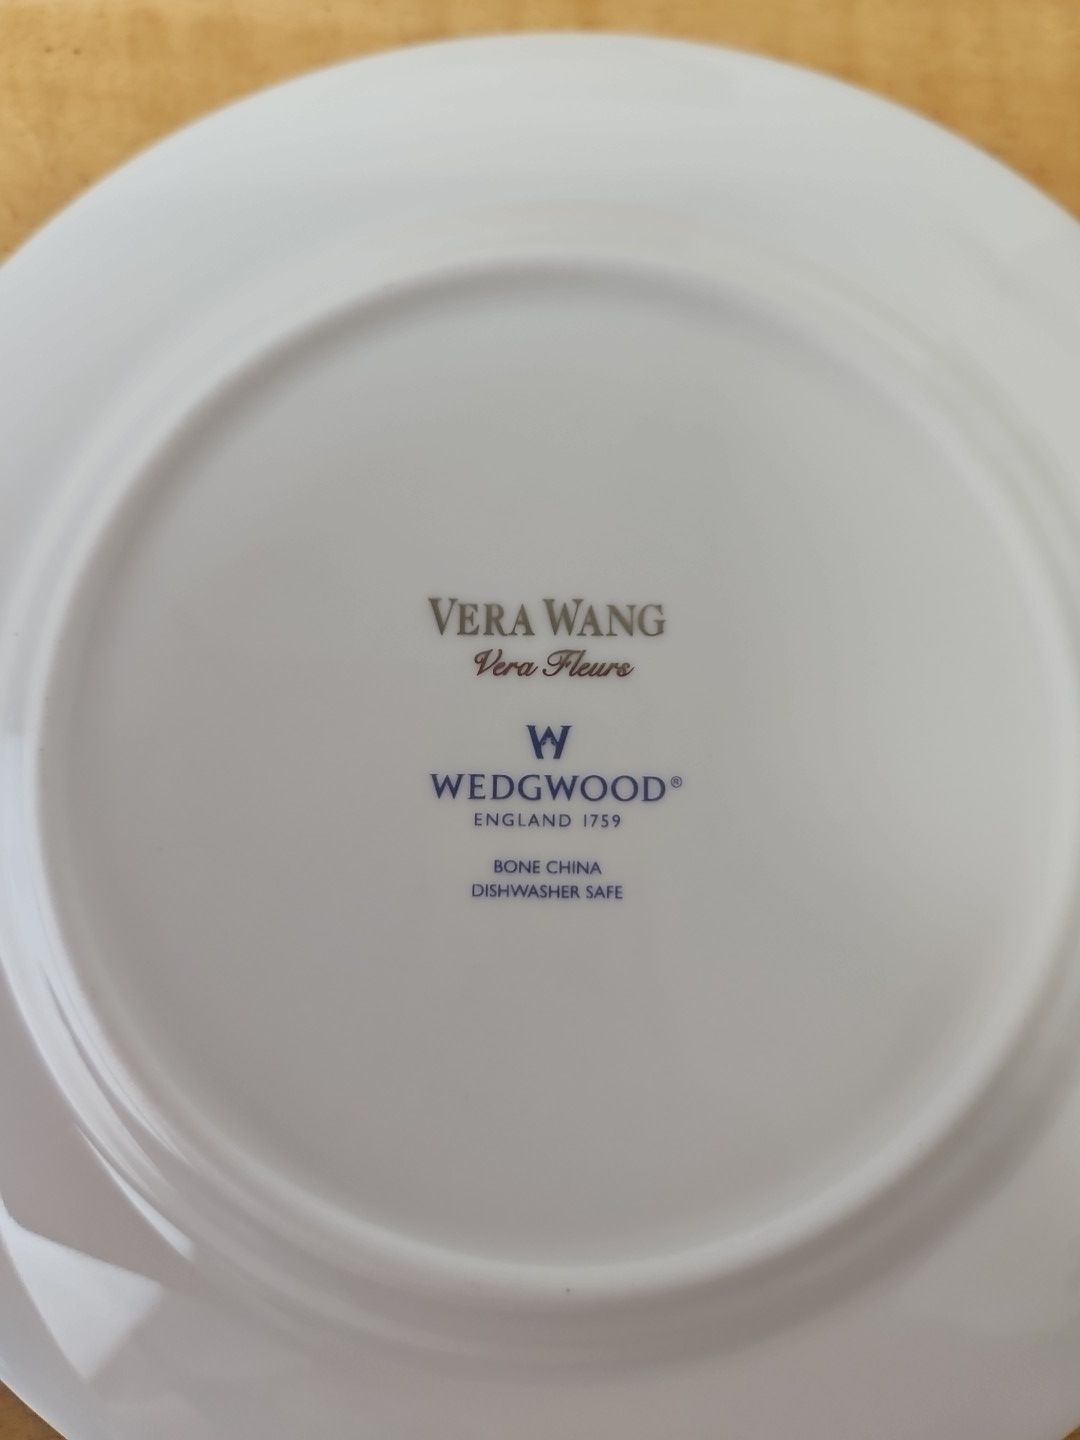 VERA WANG
Vera Fleurs
W
WEDGWOOD®
ENGLAND 1759
BONE CHINA
DISHWASHER SAFE